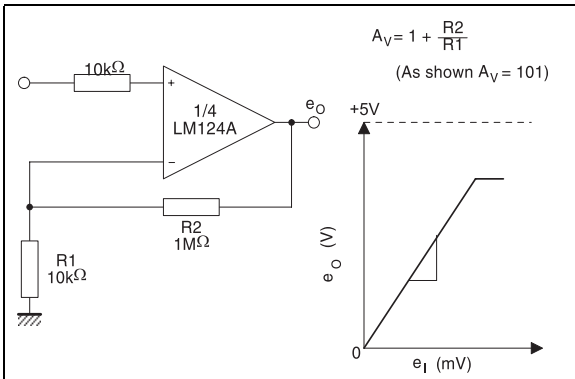 A_V = 1 + R2/R1
(As shown A_V = 101)
10kΩ
+
1/4
LM124A
-
e_O
R2
1MΩ
R1
10kΩ
+5V
e_O (V)
0
e_I (mV)